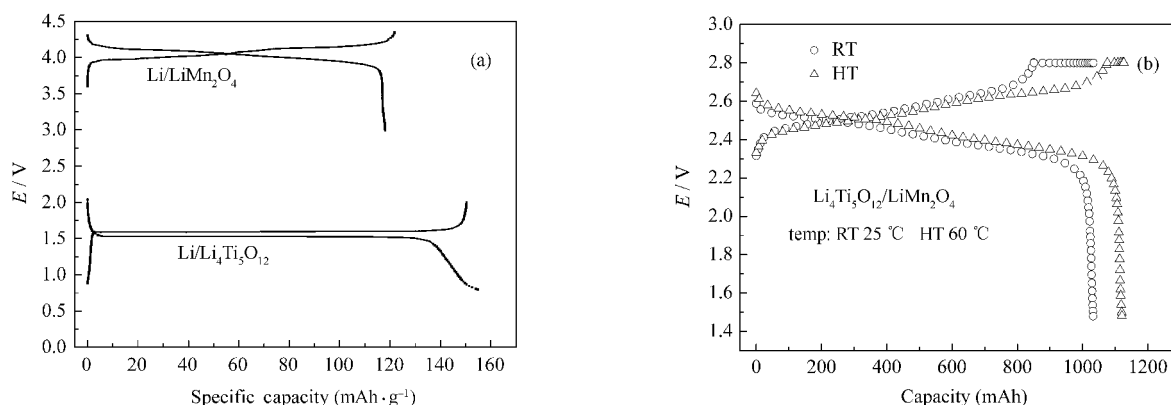 4.5
4.0
3.5
3.0
2.5
2.0
1.5
1.0
0.5
0.0
E / V
(a)
Li/LiMn₂O₄
Li/Li₄Ti₅O₁₂
0 20 40 60 80 100 120 140 160
Specific capacity (mAh·g⁻¹)
3.0
2.8
2.6
2.4
2.2
2.0
1.8
1.6
1.4
E / V
RT
HT
(b)
Li₄Ti₅O₁₂/LiMn₂O₄
temp: RT 25 ℃ HT 60 ℃
0 200 400 600 800 1000 1200
Capacity (mAh)